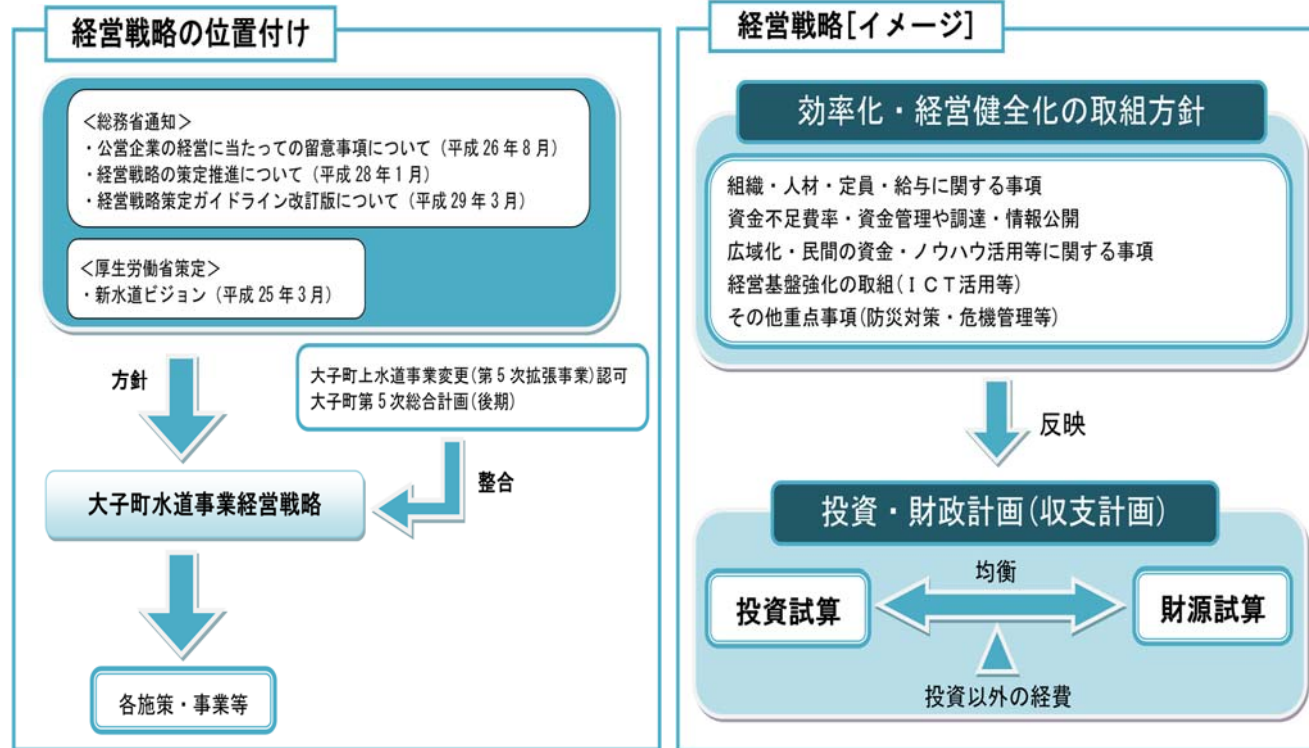 経営戦略の位置付け
＜総務省通知＞
・公営企業の経営に当たっての留意事項について（平成26年8月）
・経営戦略の策定推進について（平成28年1月）
・経営戦略策定ガイドライン改訂版について（平成29年3月）
＜厚生労働省策定＞
・新水道ビジョン（平成25年3月）
方針
大子町上水道事業変更(第5次拡張事業)認可
大子町第5次総合計画(後期)
整合
大子町水道事業経営戦略
各施策・事業等
経営戦略[イメージ]
効率化・経営健全化の取組方針
組織・人材・定員・給与に関する事項
資金不足費率・資金管理や調達・情報公開
広域化・民間の資金・ノウハウ活用等に関する事項
経営基盤強化の取組(ＩＣＴ活用等)
その他重点事項(防災対策・危機管理等)
反映
投資・財政計画(収支計画)
均衡
投資試算
財源試算
投資以外の経費